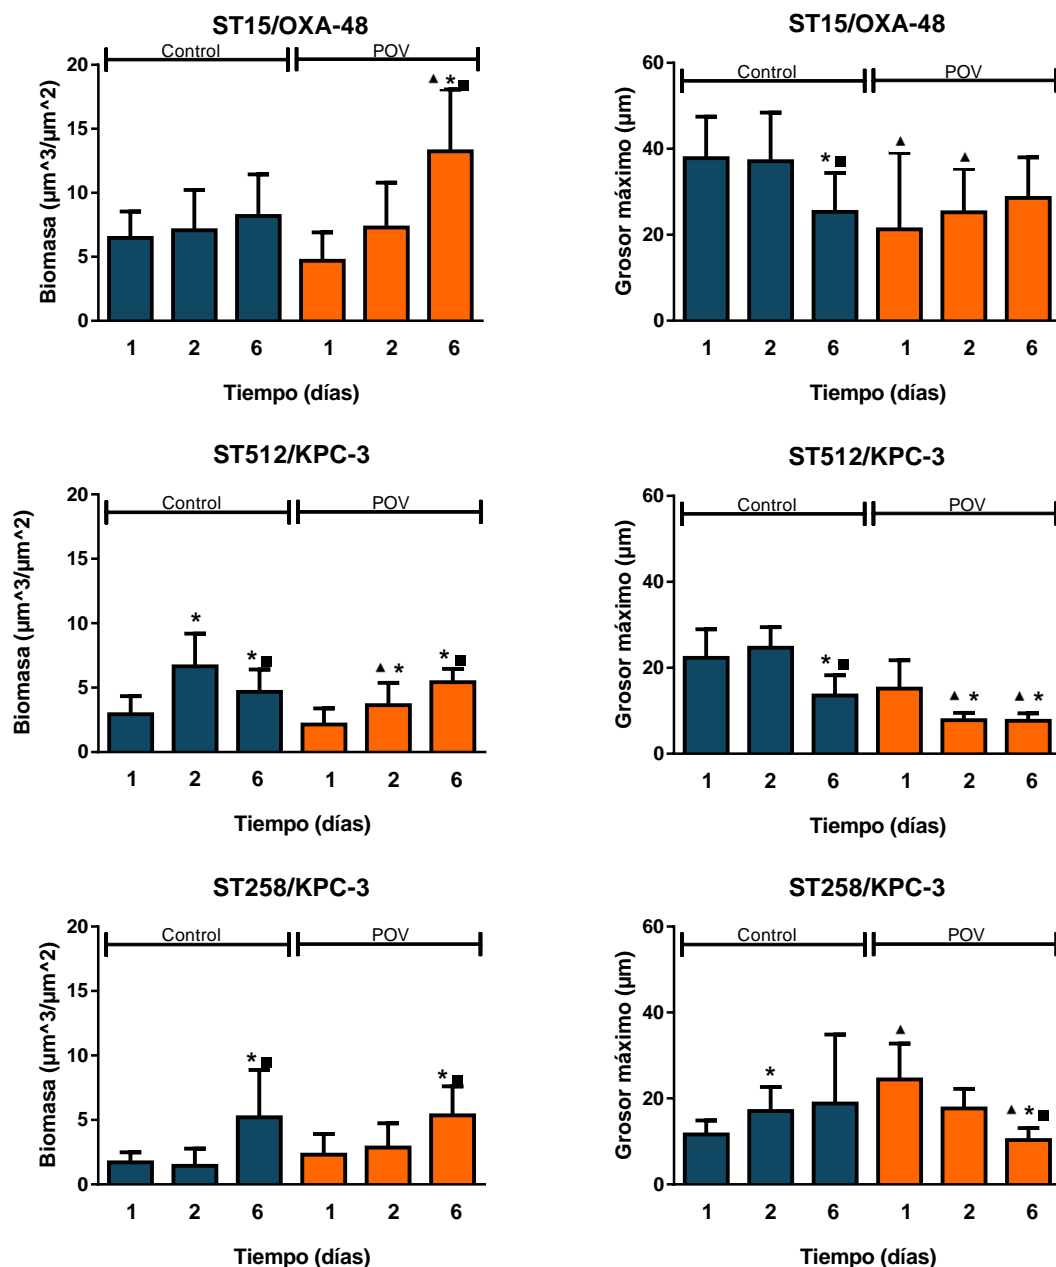 ST15/OXA-48
Control POV
Biomasa (µm^3/µm^2)
20
15
10
5
0
▲ * ■
1 2 6 1 2 6
Tiempo (días)
ST15/OXA-48
Control POV
Grosor máximo (µm)
60
40
20
0
* ■ ▲ ▲
1 2 6 1 2 6
Tiempo (días)
ST512/KPC-3
Control POV
Biomasa (µm^3/µm^2)
20
15
10
5
0
* * ■ ▲ * * ■
1 2 6 1 2 6
Tiempo (días)
ST512/KPC-3
Control POV
Grosor máximo (µm)
60
40
20
0
* ■ ▲ * ▲ *
1 2 6 1 2 6
Tiempo (días)
ST258/KPC-3
Control POV
Biomasa (µm^3/µm^2)
20
15
10
5
0
* ■ * ■
1 2 6 1 2 6
Tiempo (días)
ST258/KPC-3
Control POV
Grosor máximo (µm)
60
40
20
0
* ▲ ▲ * ■
1 2 6 1 2 6
Tiempo (días)